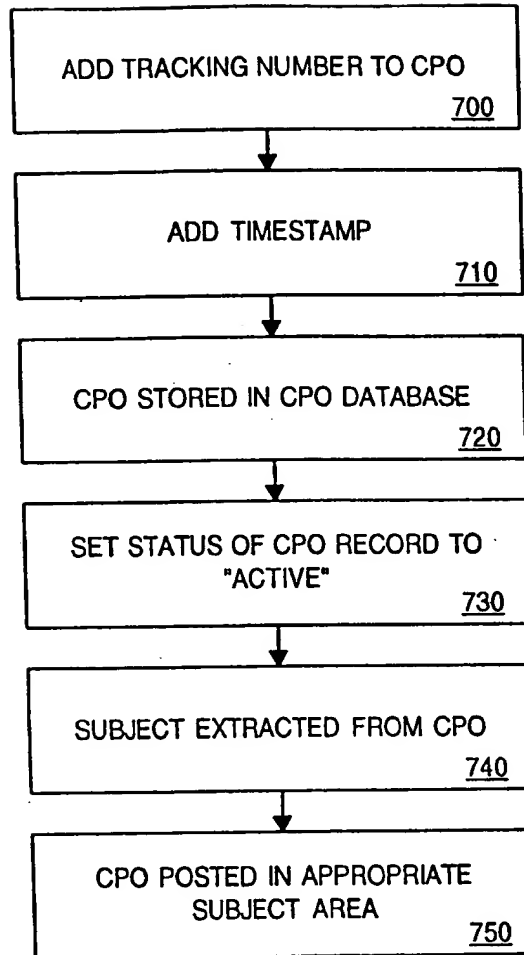 ADD TRACKING NUMBER TO CPO
700
ADD TIMESTAMP
710
CPO STORED IN CPO DATABASE
720
SET STATUS OF CPO RECORD TO
"ACTIVE"
730
SUBJECT EXTRACTED FROM CPO
740
CPO POSTED IN APPROPRIATE
SUBJECT AREA
750